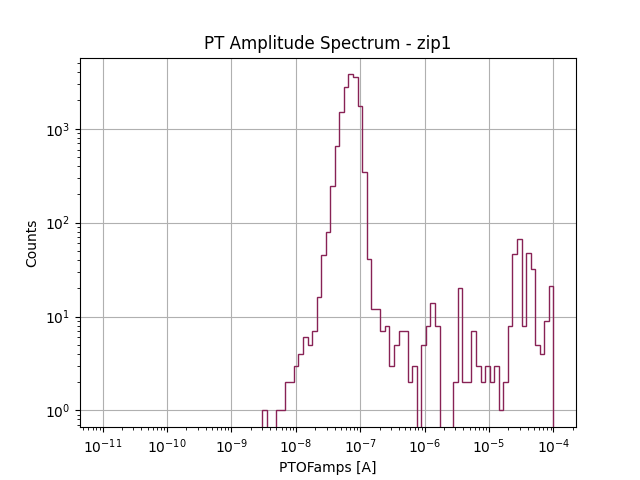 PT Amplitude Spectrum - zip1
Counts
10³
10²
10¹
10⁰
10⁻¹¹ 10⁻¹⁰ 10⁻⁹ 10⁻⁸ 10⁻⁷ 10⁻⁶ 10⁻⁵ 10⁻⁴
PTOFamps [A]